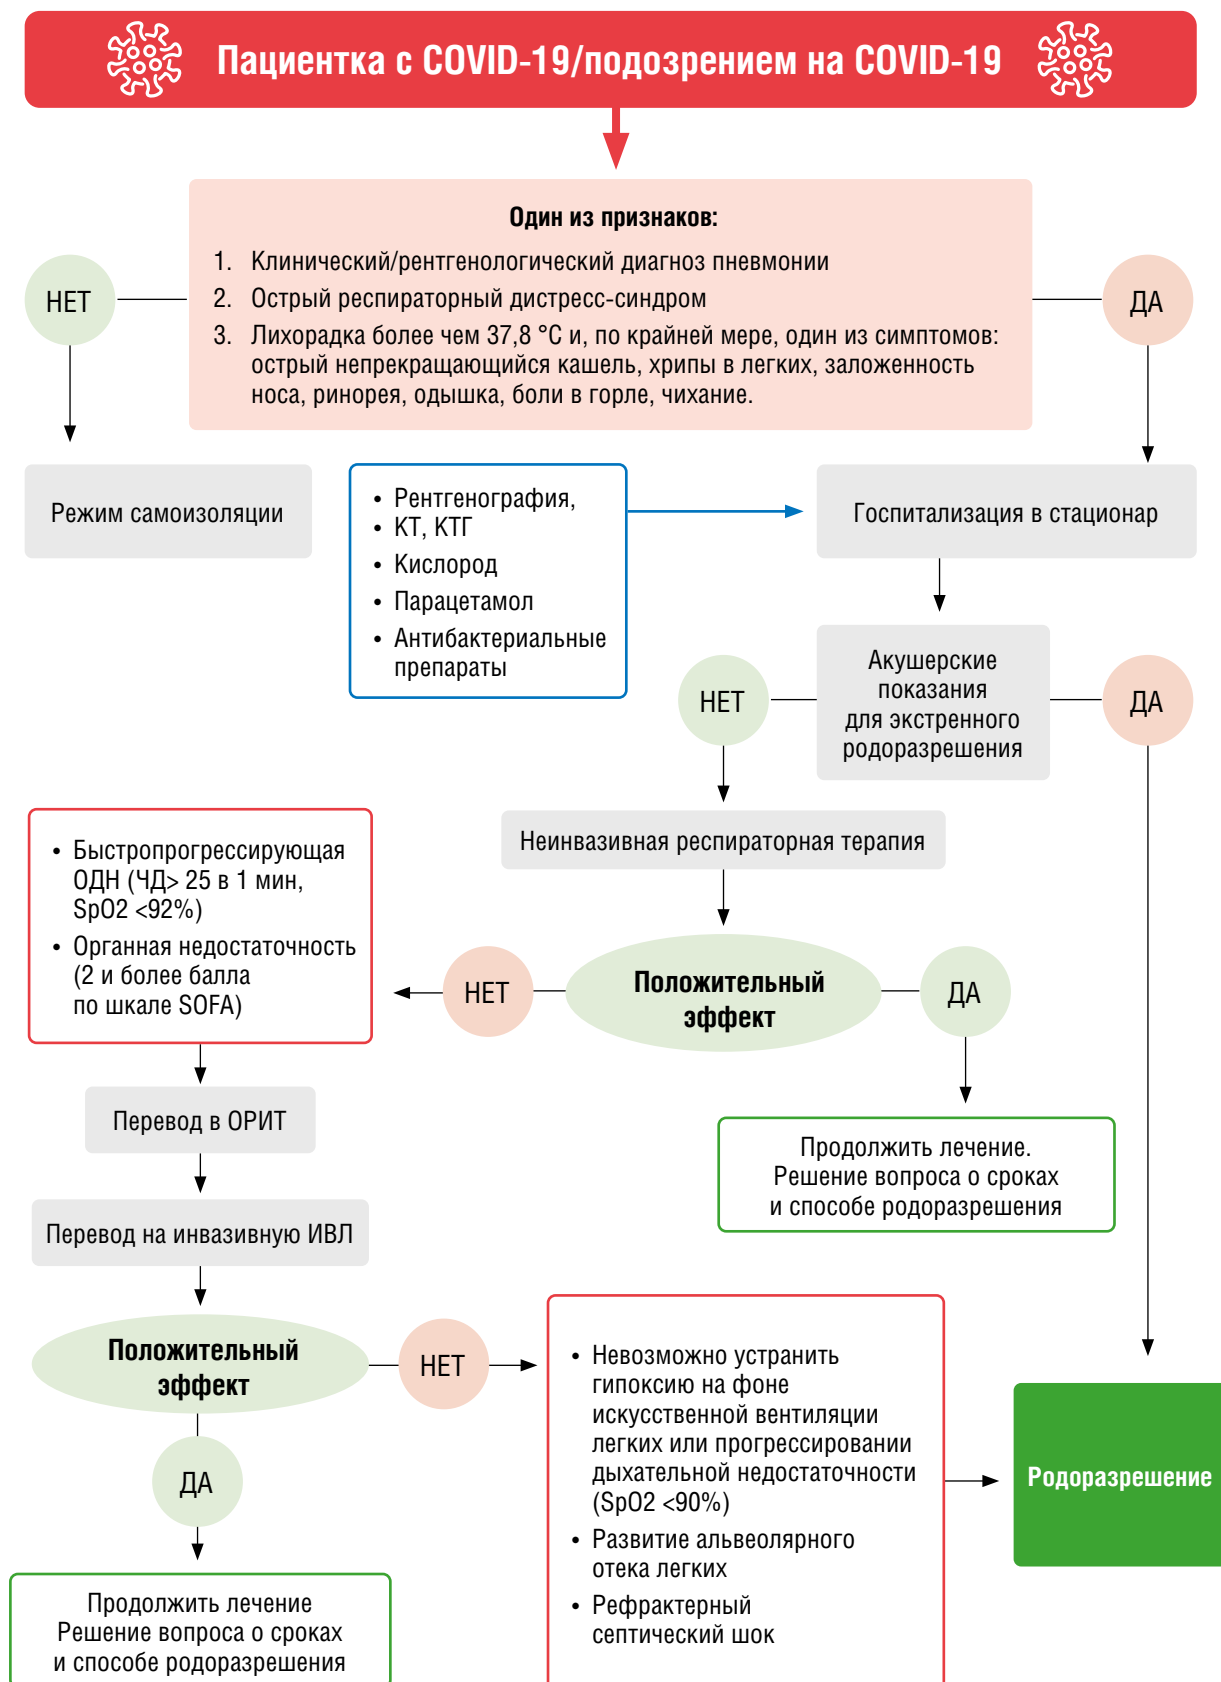 Пациентка с COVID-19/подозрением на COVID-19
Один из признаков:
1. Клинический/рентгенологический диагноз пневмонии
2. Острый респираторный дистресс-синдром
3. Лихорадка более чем 37,8 °C и, по крайней мере, один из симптомов:
острый непрекращающийся кашель, хрипы в легких, заложенность
носа, ринорея, одышка, боли в горле, чихание.
НЕТ
ДА
Режим самоизоляции
• Рентгенография,
• КТ, КТГ
• Кислород
• Парацетамол
• Антибактериальные
препараты
Госпитализация в стационар
Акушерские
показания
для экстренного
родоразрешения
НЕТ
ДА
Неинвазивная респираторная терапия
• Быстропрогрессирующая
ОДН (ЧД> 25 в 1 мин,
SpO2 <92%)
• Органная недостаточность
(2 и более балла
по шкале SOFA)
НЕТ
Положительный
эффект
ДА
Перевод в ОРИТ
Продолжить лечение.
Решение вопроса о сроках
и способе родоразрешения
Перевод на инвазивную ИВЛ
Положительный
эффект
НЕТ
• Невозможно устранить
гипоксию на фоне
искусственной вентиляции
легких или прогрессировании
дыхательной недостаточности
(SpO2 <90%)
• Развитие альвеолярного
отека легких
• Рефрактерный
септический шок
Родоразрешение
ДА
Продолжить лечение
Решение вопроса о сроках
и способе родоразрешения